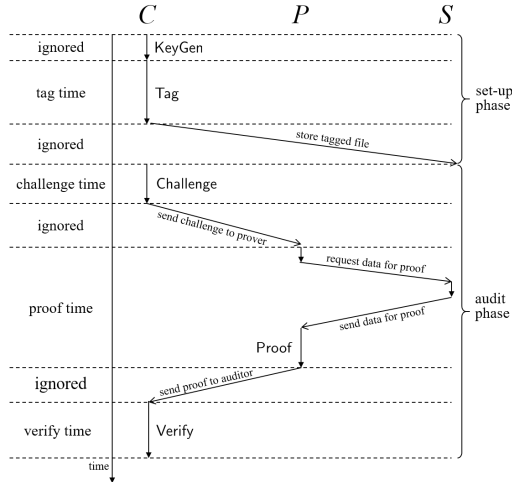 C P S
ignored KeyGen
tag time Tag
set-up
phase
store tagged file
ignored
challenge time Challenge
send challenge to prover
ignored
request data for proof
proof time
audit
phase
send data for proof
Proof
ignored
send proof to auditor
verify time Verify
time